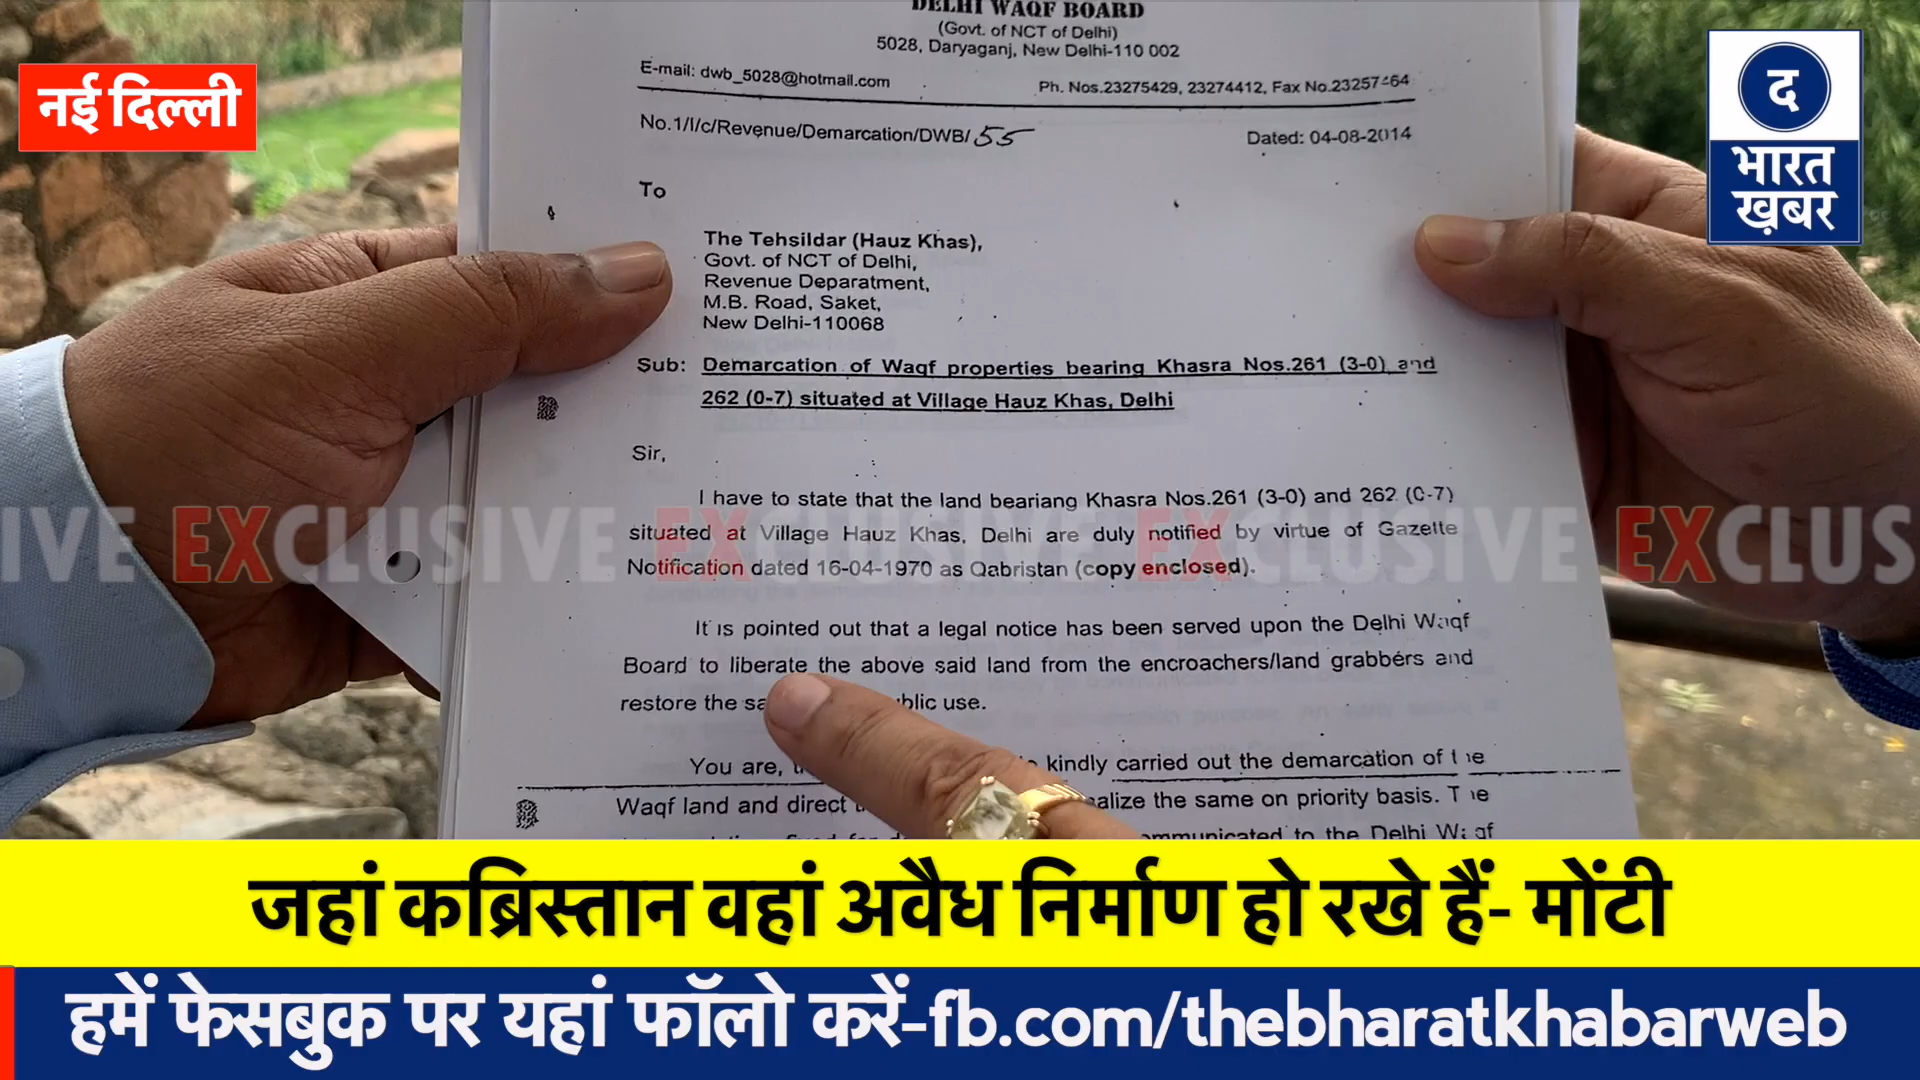 DELHI WAQF BOARD
(Govt. of NCT of Delhi)
5028, Daryaganj, New Delhi-110 002
E-mail: dwb_5028@hotmail.com
Ph. Nos.23275429, 23274412, Fax No.23257464
No.1/I/c/Revenue/Demarcation/DWB/55
Dated: 04-08-2014
To
The Tehsildar (Hauz Khas),
Govt. of NCT of Delhi,
Revenue Deparatment,
M.B. Road, Saket,
New Delhi-110068
Sub: Demarcation of Waqf properties bearing Khasra Nos.261 (3-0) and
262 (0-7) situated at Village Hauz Khas, Delhi
Sir,
I have to state that the land beariang Khasra Nos.261 (3-0) and 262 (0-7)
situated at Village Hauz Khas, Delhi are duly notified by virtue of Gazette
Notification dated 16-04-1970 as Qabristan (copy enclosed).
It is pointed out that a legal notice has been served upon the Delhi Waqf
Board to liberate the above said land from the encroachers/land grabbers and
restore the use.
You are, kindly carried out the demarcation of the
Waqf land and direct the same on priority basis. The
communicated to the Delhi Waqf
नई दिल्ली
द
भारत
ख़बर
EXCLUSIVE EXCLUSIVE EXCLUSIVE
जहां कब्रिस्तान वहां अवैध निर्माण हो रखे हैं- मोंटी
हमें फेसबुक पर यहां फॉलो करें-fb.com/thebharatkhabarweb